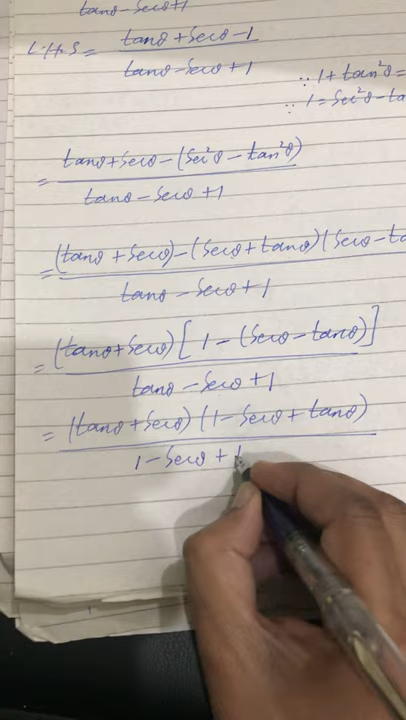 tanθ - secθ + 1
L.H.S = tanθ + secθ - 1
tanθ - secθ + 1
∵ 1 + tan²θ =
∵ 1 = sec²θ - ta
= tanθ + secθ - (sec²θ - tan²θ)
tanθ - secθ + 1
= (tanθ + secθ) - (secθ + tanθ)(secθ - ta
tanθ - secθ + 1
= (tanθ + secθ) [1 - (secθ - tanθ)]
tanθ - secθ + 1
= (tanθ + secθ) (1 - secθ + tanθ)
1 - secθ + t